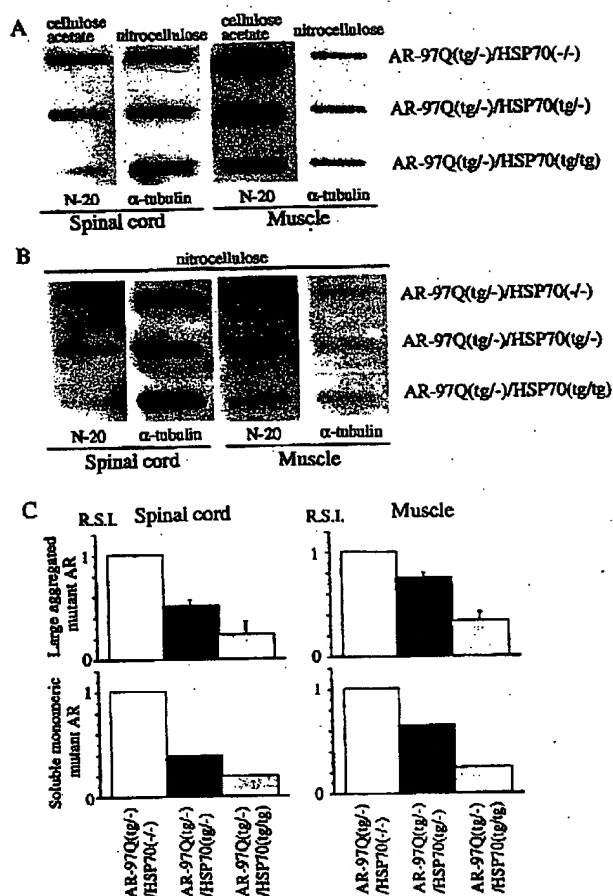 A
cellulose acetate nitrocellulose cellulose acetate nitrocellulose
AR-97Q(tg/-)/HSP70(-/-)
AR-97Q(tg/-)/HSP70(tg/-)
AR-97Q(tg/-)/HSP70(tg/tg)
N-20 α-tubulin N-20 α-tubulin
Spinal cord Muscle
B
nitrocellulose
AR-97Q(tg/-)/HSP70(-/-)
AR-97Q(tg/-)/HSP70(tg/-)
AR-97Q(tg/-)/HSP70(tg/tg)
N-20 α-tubulin N-20 α-tubulin
Spinal cord Muscle
C
R.S.I. Spinal cord R.S.I. Muscle
Large aggregated mutant AR
1
0
1
0
Soluble monomeric mutant AR
1
0
1
0
AR-97Q(tg/-)/HSP70(-/-)
AR-97Q(tg/-)/HSP70(tg/-)
AR-97Q(tg/-)/HSP70(tg/tg)
AR-97Q(tg/-)/HSP70(-/-)
AR-97Q(tg/-)/HSP70(tg/-)
AR-97Q(tg/-)/HSP70(tg/tg)